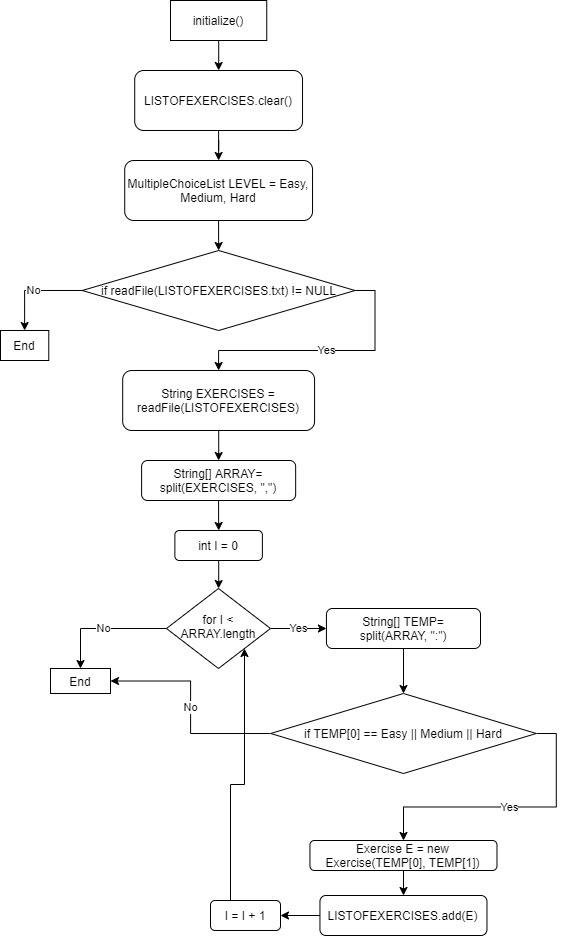 initialize()
LISTOFEXERCISES.clear()
MultipleChoiceList LEVEL = Easy,
Medium, Hard
if readFile(LISTOFEXERCISES.txt) != NULL
No
End
Yes
String EXERCISES =
readFile(LISTOFEXERCISES)
String[] ARRAY=
split(EXERCISES, ",")
int I = 0
for I <
ARRAY.length
No
End
Yes
String[] TEMP=
split(ARRAY, ":")
if TEMP[0] == Easy || Medium || Hard
No
Yes
Exercise E = new
Exercise(TEMP[0], TEMP[1])
LISTOFEXERCISES.add(E)
I = I + 1